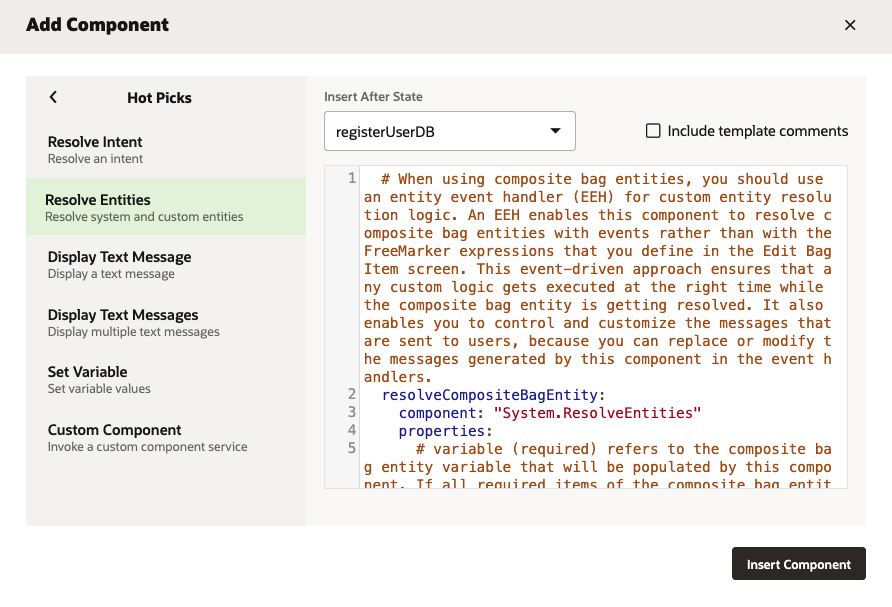 Add Component
Hot Picks
Resolve Intent
Resolve an intent
Resolve Entities
Resolve system and custom entities
Display Text Message
Display a text message
Display Text Messages
Display multiple text messages
Set Variable
Set variable values
Custom Component
Invoke a custom component service
Insert After State
registerUserDB
Include template comments
1 # When using composite bag entities, you should use
an entity event handler (EEH) for custom entity resolu
tion logic. An EEH enables this component to resolve c
omposite bag entities with events rather than with the
FreeMarker expressions that you define in the Edit Bag
Item screen. This event-driven approach ensures that a
ny custom logic gets executed at the right time while
the composite bag entity is getting resolved. It also
enables you to control and customize the messages that
are sent to users, because you can replace or modify t
he messages generated by this component in the event h
andlers.
2 resolveCompositeBagEntity:
3 component: "System.ResolveEntities"
4 properties:
5 # variable (required) refers to the composite ba
g entity variable that will be populated by this compo
nent. If all required items of the composite bag entit
Insert Component